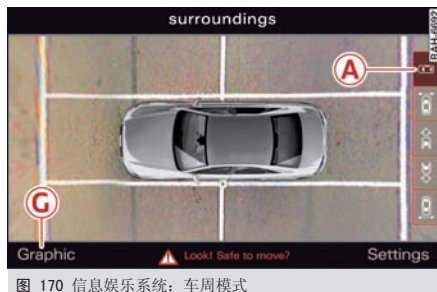 surroundings
RAH-6692
A
G
Graphic
Look! Safe to move?
Settings
图 170 信息娱乐系统: 车周模式